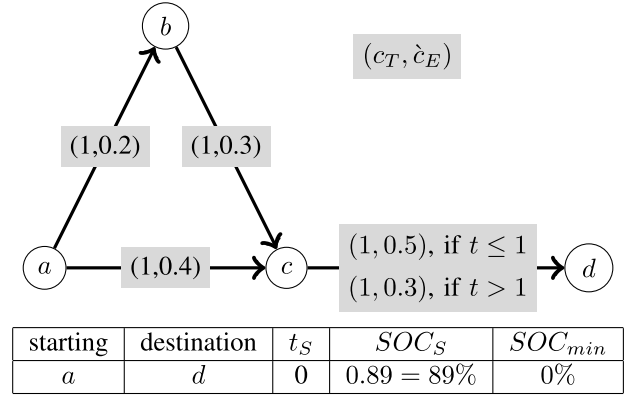 b
(c_T, c̀_E)
(1,0.2)
(1,0.3)
(1, 0.5), if t ≤ 1
a
(1,0.4)
c
d
(1, 0.3), if t > 1
starting destination t_S SOC_S SOC_min
a d 0 0.89 = 89% 0%